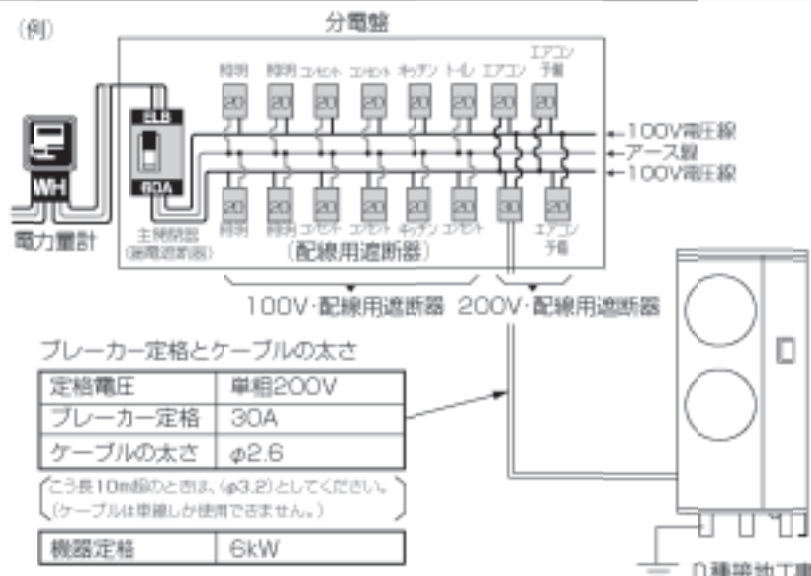 (例)
分電盤
エアコン
照明 照明 コンセント コンセント キッチン トイレ エアコン 予備
20 20 20 20 20 20 20 20
ELB
60A
WH
100V電圧線
アース線
100V電圧線
20 20 20 20 20 20 30 20
照明 照明 コンセント コンセント キッチン コンセント エアコン
予備
電力量計
主開閉器
(漏電遮断器)
(配線用遮断器)
100V・配線用遮断器 200V・配線用遮断器
ブレーカー定格とケーブルの太さ
定格電圧 単相200V
ブレーカー定格 30A
ケーブルの太さ φ2.6
こう長10m超のときは、(φ3.2)としてください。
(ケーブルは単線しか使用できません。)
機器定格 6kW
D種接地工事